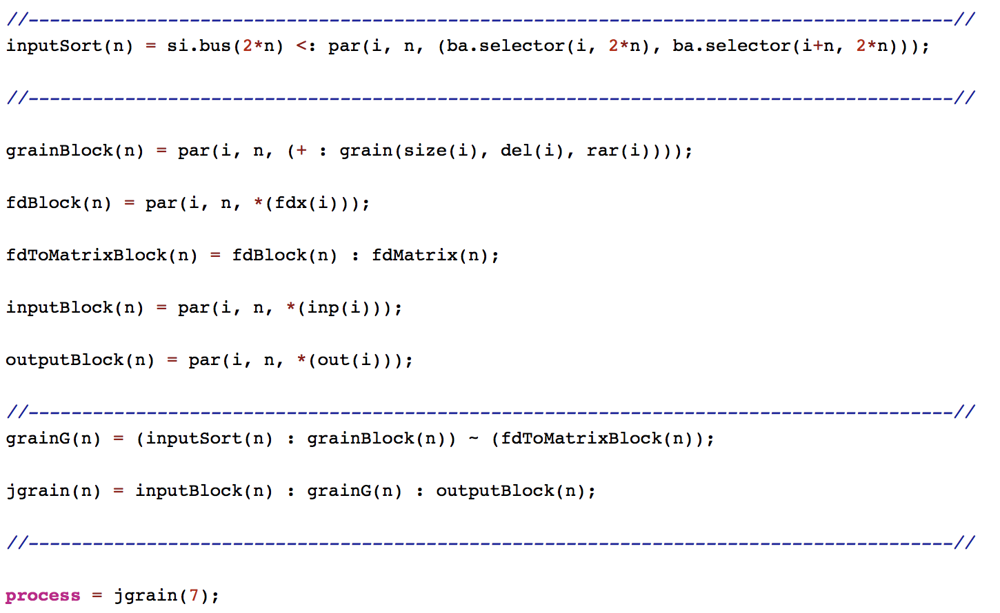 //--------------------------------------------------------------------------------------//
inputSort(n) = si.bus(2*n) <: par(i, n, (ba.selector(i, 2*n), ba.selector(i+n, 2*n)));
//--------------------------------------------------------------------------------------//
grainBlock(n) = par(i, n, (+ : grain(size(i), del(i), rar(i))));
fdBlock(n) = par(i, n, *(fdx(i)));
fdToMatrixBlock(n) = fdBlock(n) : fdMatrix(n);
inputBlock(n) = par(i, n, *(inp(i)));
outputBlock(n) = par(i, n, *(out(i)));
//--------------------------------------------------------------------------------------//
grainG(n) = (inputSort(n) : grainBlock(n)) ~ (fdToMatrixBlock(n));
jgrain(n) = inputBlock(n) : grainG(n) : outputBlock(n);
//--------------------------------------------------------------------------------------//
process = jgrain(7);